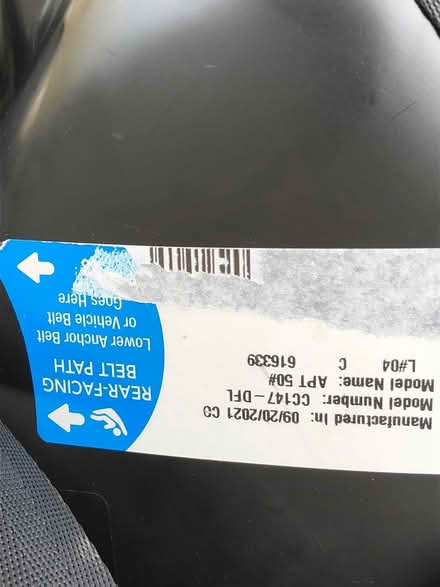 Manufactured In: 09/20/2021 C9
Model Number: CC147-DFL
Model Name: APT 50#
L#04 C 616339
REAR-FACING
BELT PATH
Lower Anchor Belt
or Vehicle Belt
Goes Here